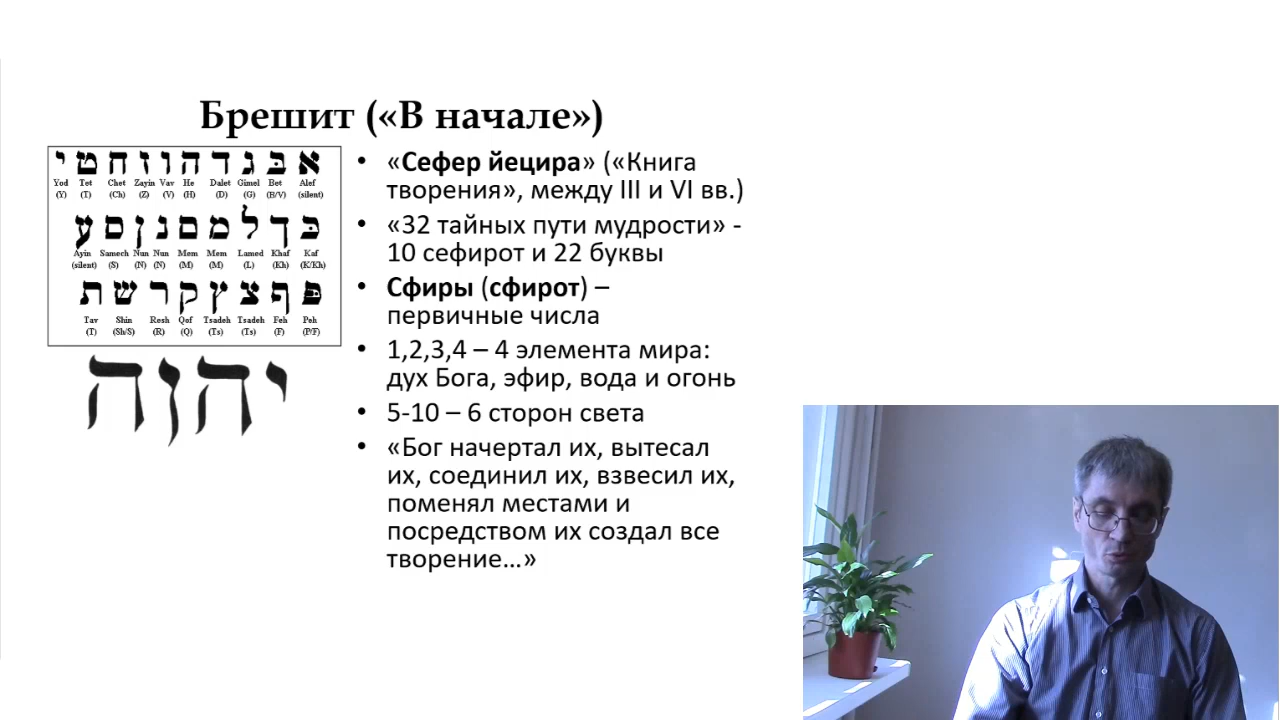 Брешит («В начале»)
י ט ח ז ו ה ד ג בּ א
Yod Tet Chet Zayin Vav He Dalet Gimel Bet Alef
(Y) (T) (Ch) (Z) (V) (H) (D) (G) (B/V) (silent)
ע ס ן נ ם מ ל ך כּ
Ayin Samech Nun Nun Mem Mem Lamed Khaf Kaf
(silent) (S) (N) (N) (M) (M) (L) (Kh) (K/Kh)
ת ש ר ק ץ צ ף פּ
Tav Shin Resh Qof Tsadeh Tsadeh Feh Peh
(T) (Sh/S) (R) (Q) (Ts) (Ts) (F) (P/F)
יהוה
• «Сефер йецира» («Книга
творения», между III и VI вв.)
• «32 тайных пути мудрости» -
10 сефирот и 22 буквы
• Сфиры (сфирот) –
первичные числа
• 1,2,3,4 – 4 элемента мира:
дух Бога, эфир, вода и огонь
• 5-10 – 6 сторон света
• «Бог начертал их, вытесал
их, соединил их, взвесил их,
поменял местами и
посредством их создал все
творение…»